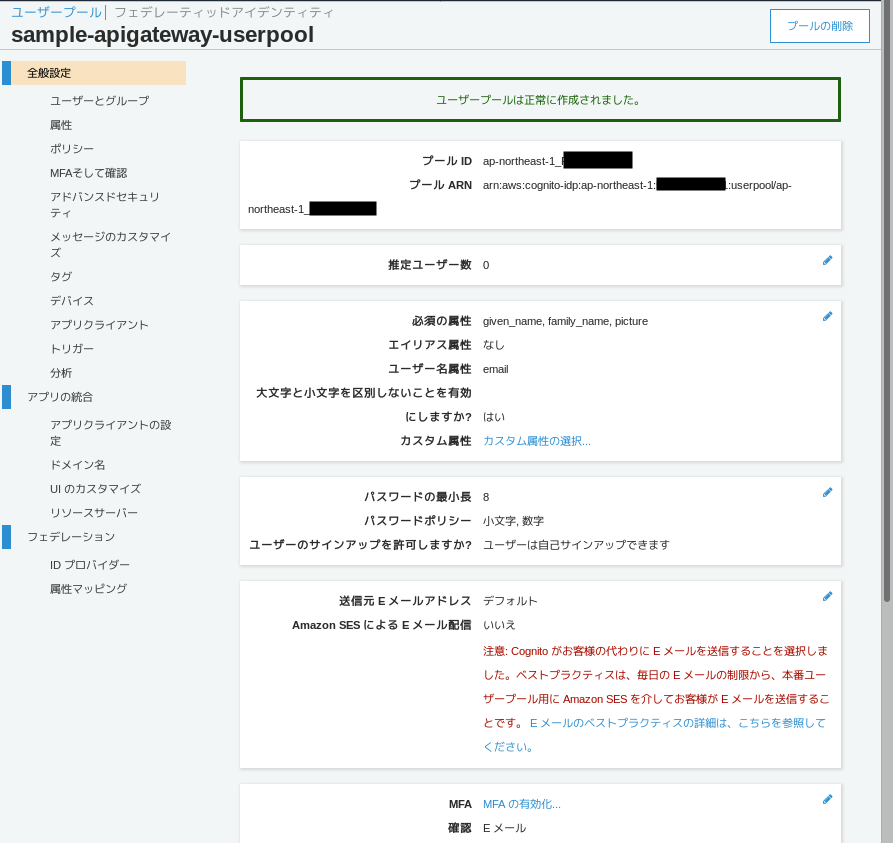 ユーザープール フェデレーティッドアイデンティティ
sample-apigateway-userpool
プールの削除
全般設定
ユーザーとグループ
属性
ポリシー
MFAそして確認
アドバンスドセキュリ
ティ
メッセージのカスタマイ
ズ
タグ
デバイス
アプリクライアント
トリガー
分析
アプリの統合
アプリクライアントの設
定
ドメイン名
UI のカスタマイズ
リソースサーバー
フェデレーション
ID プロバイダー
属性マッピング
ユーザープールは正常に作成されました。
プール ID ap-northeast-1_
プール ARN arn:aws:cognito-idp:ap-northeast-1: :userpool/ap-
northeast-1_
推定ユーザー数 0
必須の属性 given_name, family_name, picture
エイリアス属性 なし
ユーザー名属性 email
大文字と小文字を区別しないことを有効
にしますか? はい
カスタム属性 カスタム属性の選択...
パスワードの最小長 8
パスワードポリシー 小文字, 数字
ユーザーのサインアップを許可しますか? ユーザーは自己サインアップできます
送信元 E メールアドレス デフォルト
Amazon SES による E メール配信 いいえ
注意: Cognito がお客様の代わりに E メールを送信することを選択しま
した。ベストプラクティスは、毎日の E メールの制限から、本番ユー
ザープール用に Amazon SES を介してお客様が E メールを送信するこ
とです。 E メールのベストプラクティスの詳細は、こちらを参照して
ください。
MFA MFA の有効化...
確認 E メール